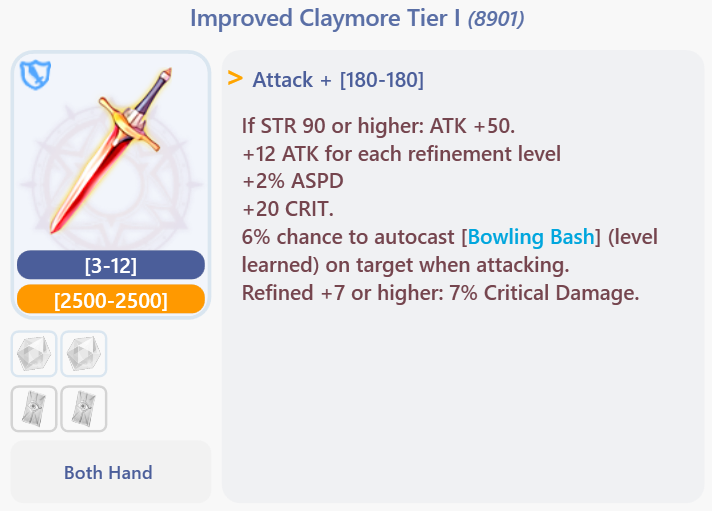 Improved Claymore Tier I (8901)
> Attack + [180-180]
If STR 90 or higher: ATK +50.
+12 ATK for each refinement level
+2% ASPD
+20 CRIT.
6% chance to autocast [Bowling Bash] (level
learned) on target when attacking.
Refined +7 or higher: 7% Critical Damage.
[3-12]
[2500-2500]
Both Hand